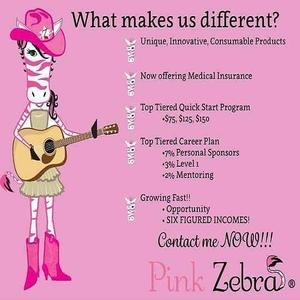 What makes us different?
Unique, Innovative, Consumable Products
Now offering Medical Insurance
Top Tiered Quick Start Program
•$75, $125, $150
Top Tiered Career Plan
•7% Personal Sponsors
•3% Level 1
•2% Mentoring
Growing Fast!!
• Opportunity
• SIX FIGURED INCOMES!
Contact me NOW!!!
Pink Zebra®